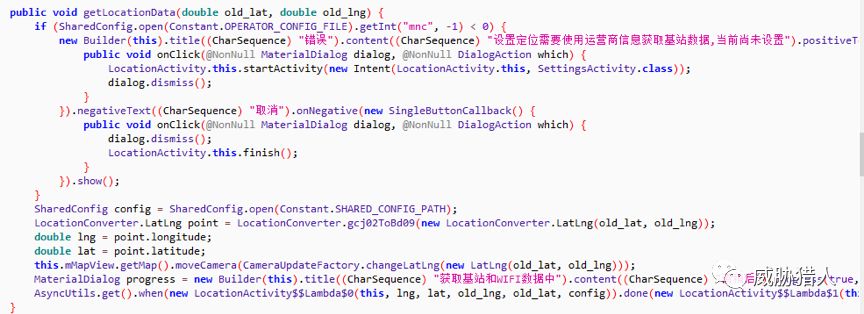 public void getLocationData(double old_lat, double old_lng) {
if (SharedConfig.open(Constant.OPERATOR_CONFIG_FILE).getInt("mnc", -1) < 0) {
new Builder(this).title((CharSequence) "错误").content((CharSequence) "设置定位需要使用运营商信息获取基站数据,当前尚未设置").positiveT
public void onClick(@NonNull MaterialDialog dialog, @NonNull DialogAction which) {
LocationActivity.this.startActivity(new Intent(LocationActivity.this, SettingsActivity.class));
dialog.dismiss();
}
}).negativeText((CharSequence) "取消").onNegative(new SingleButtonCallback() {
public void onClick(@NonNull MaterialDialog dialog, @NonNull DialogAction which) {
dialog.dismiss();
LocationActivity.this.finish();
}
}).show();
}
SharedConfig config = SharedConfig.open(Constant.SHARED_CONFIG_PATH);
LocationConverter.LatLng point = LocationConverter.gcj02ToBd09(new LocationConverter.LatLng(old_lat, old_lng));
double lng = point.longitude;
double lat = point.latitude;
this.mMapView.getMap().moveCamera(CameraUpdateFactory.changeLatLng(new LatLng(old_lat, old_lng)));
MaterialDialog progress = new Builder(this).title((CharSequence) "获取基站和WIFI数据中").content((CharSequence) 后 true,
威胁猎人
AsyncUtils.get().when(new LocationActivity$$Lambda$0(this, lng, lat, old_lng, old_lat, config)).done(new LocationActivity$$Lambda$1(thi
}